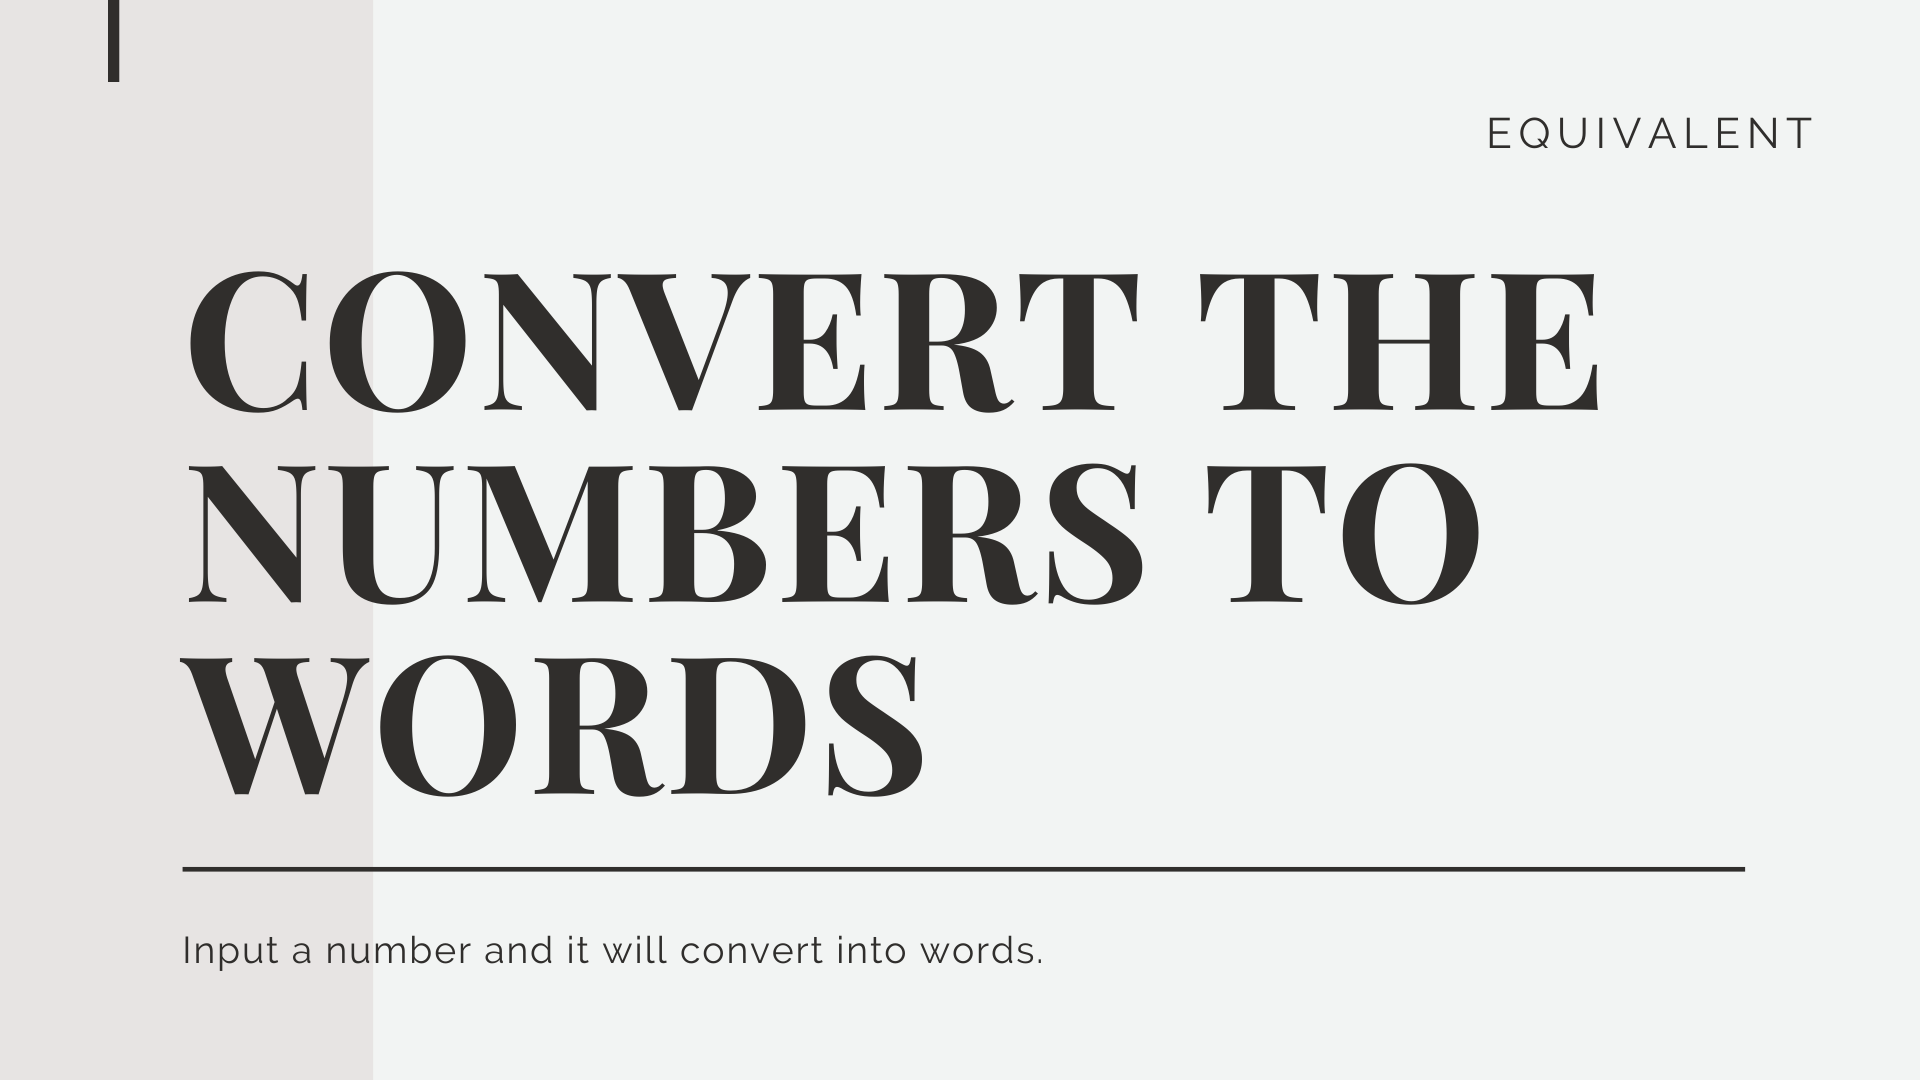 EQUIVALENT
CONVERT THE
NUMBERS TO
WORDS
Input a number and it will convert into words.